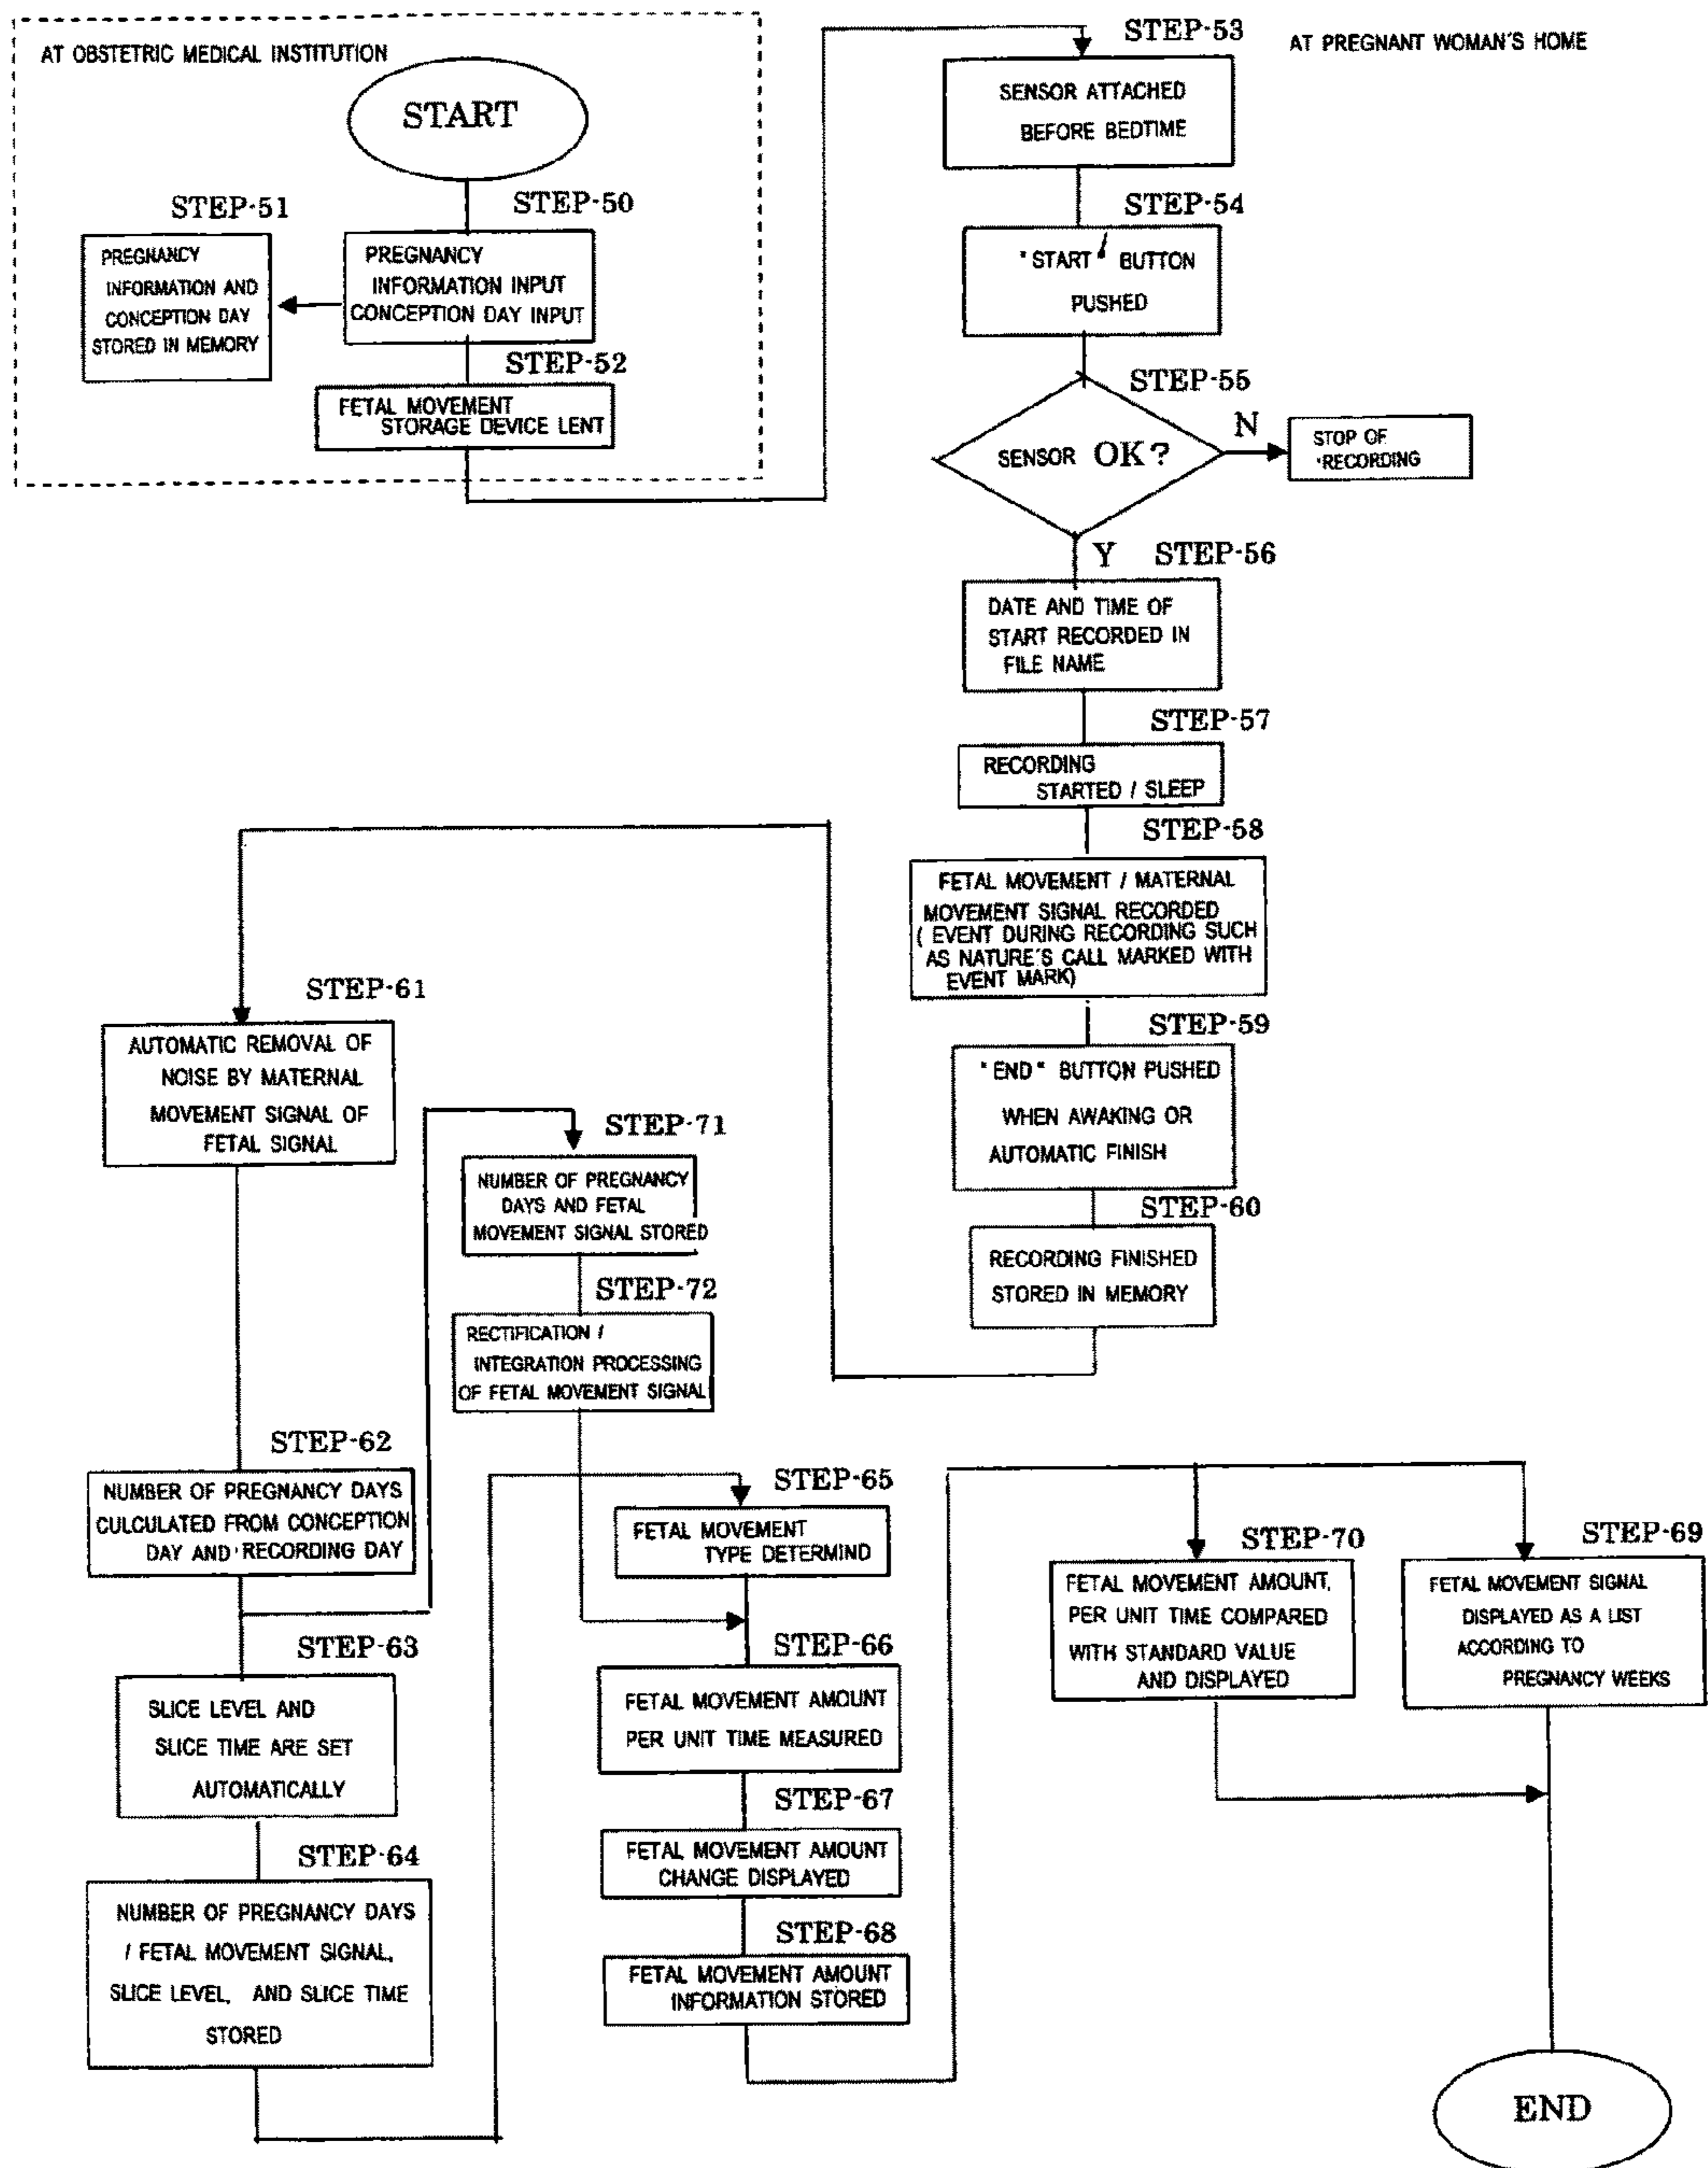 AT OBSTETRIC MEDICAL INSTITUTION
START
STEP-50
STEP-51
PREGNANCY
INFORMATION INPUT
CONCEPTION DAY INPUT
PREGNANCY
INFORMATION AND
CONCEPTION DAY
STORED IN MEMORY
STEP-52
FETAL MOVEMENT
STORAGE DEVICE LENT
AT PREGNANT WOMAN'S HOME
STEP-53
SENSOR ATTACHED
BEFORE BEDTIME
STEP-54
"START" BUTTON
PUSHED
STEP-55
SENSOR OK?
N
STOP OF
RECORDING
Y
STEP-56
DATE AND TIME OF
START RECORDED IN
FILE NAME
STEP-57
RECORDING
STARTED / SLEEP
STEP-58
FETAL MOVEMENT / MATERNAL
MOVEMENT SIGNAL RECORDED
( EVENT DURING RECORDING SUCH
AS NATURE'S CALL MARKED WITH
EVENT MARK)
STEP-59
"END" BUTTON PUSHED
WHEN AWAKING OR
AUTOMATIC FINISH
STEP-60
RECORDING FINISHED
STORED IN MEMORY
STEP-61
AUTOMATIC REMOVAL OF
NOISE BY MATERNAL
MOVEMENT SIGNAL OF
FETAL SIGNAL
STEP-62
NUMBER OF PREGNANCY DAYS
CULCULATED FROM CONCEPTION
DAY AND RECORDING DAY
STEP-63
SLICE LEVEL AND
SLICE TIME ARE SET
AUTOMATICALLY
STEP-64
NUMBER OF PREGNANCY DAYS
/ FETAL MOVEMENT SIGNAL,
SLICE LEVEL, AND SLICE TIME
STORED
STEP-71
NUMBER OF PREGNANCY
DAYS AND FETAL
MOVEMENT SIGNAL STORED
STEP-72
RECTIFICATION /
INTEGRATION PROCESSING
OF FETAL MOVEMENT SIGNAL
STEP-65
FETAL MOVEMENT
TYPE DETERMIND
STEP-66
FETAL MOVEMENT AMOUNT
PER UNIT TIME MEASURED
STEP-67
FETAL MOVEMENT AMOUNT
CHANGE DISPLAYED
STEP-68
FETAL MOVEMENT AMOUNT
INFORMATION STORED
STEP-70
FETAL MOVEMENT AMOUNT,
PER UNIT TIME COMPARED
WITH STANDARD VALUE
AND DISPLAYED
STEP-69
FETAL MOVEMENT SIGNAL
DISPLAYED AS A LIST
ACCORDING TO
PREGNANCY WEEKS
END